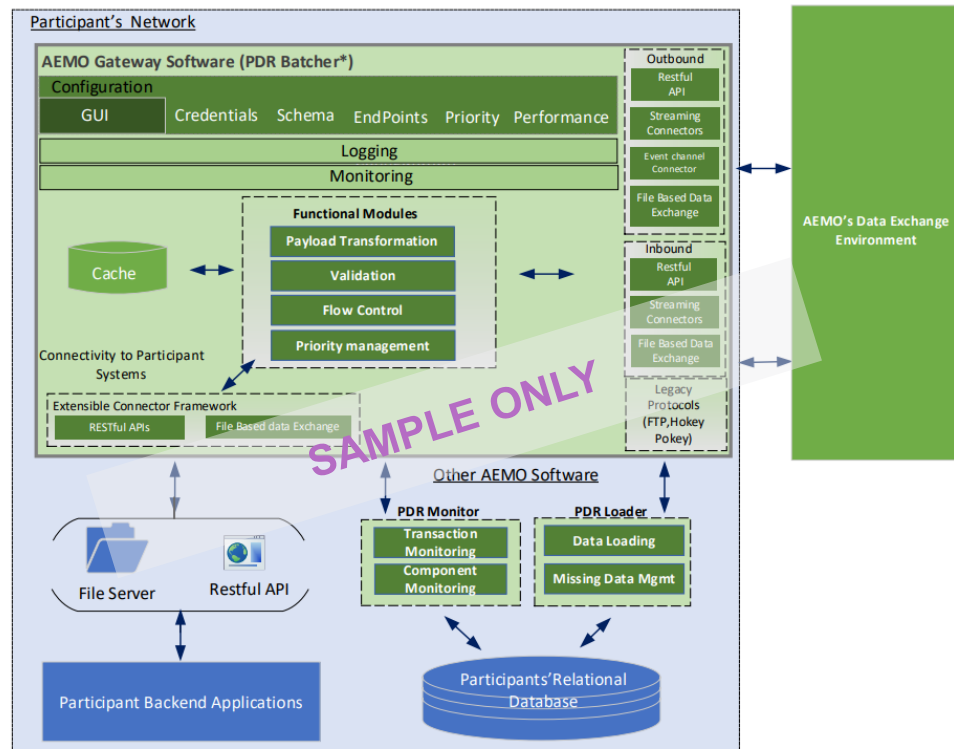 Participant's Network
AEMO Gateway Software (PDR Batcher*)
Configuration
GUI
Credentials
Schema
EndPoints
Priority
Performance
Logging
Monitoring
Functional Modules
Payload Transformation
Validation
Flow Control
Priority management
Cache
Connectivity to Participant
Systems
Extensible Connector Framework
RESTful APIs
File Based data Exchange
Outbound
Restful
API
Streaming
Connectors
Event channel
Connector
File Based Data
Exchange
Inbound
Restful
API
Streaming
Connectors
File Based Data
Exchange
Legacy
Protocols
(FTP,Hokey
Pokey)
AEMO's Data Exchange
Environment
SAMPLE ONLY
Other AEMO Software
PDR Monitor
Transaction
Monitoring
Component
Monitoring
PDR Loader
Data Loading
Missing Data Mgmt
File Server
Restful API
Participant Backend Applications
Participants'Relational
Database